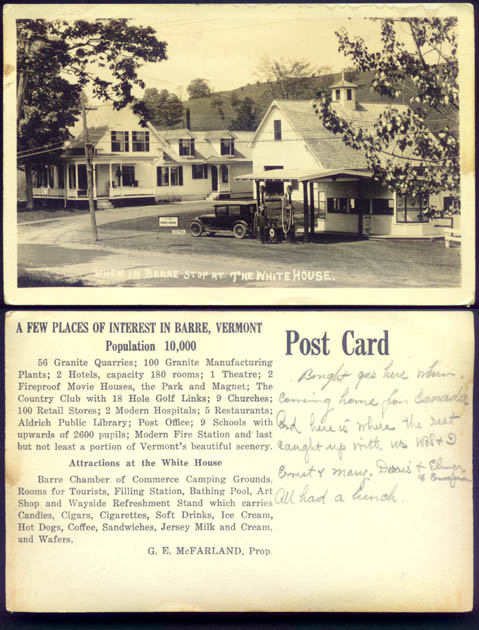 WHEN IN BARRE STOP AT THE WHITE HOUSE.
A FEW PLACES OF INTEREST IN BARRE, VERMONT
Population 10,000
56 Granite Quarries; 100 Granite Manufacturing
Plants; 2 Hotels, capacity 180 rooms; 1 Theatre; 2
Fireproof Movie Houses, the Park and Magnet; The
Country Club with 18 Hole Golf Links; 9 Churches;
100 Retail Stores; 2 Modern Hospitals; 5 Restaurants;
Aldrich Public Library; Post Office; 9 Schools with
upwards of 2600 pupils; Modern Fire Station and last
but not least a portion of Vermont's beautiful scenery.
Attractions at the White House
Barre Chamber of Commerce Camping Grounds,
Rooms for Tourists, Filling Station, Bathing Pool, Art
Shop and Wayside Refreshment Stand which carries
Candies, Cigars, Cigarettes, Soft Drinks, Ice Cream,
Hot Dogs, Coffee, Sandwiches, Jersey Milk and Cream,
and Wafers.
G. E. McFARLAND, Prop.
Post Card
Bought gas here when
coming home from Canada
And here is where the rest
caught up with us
Ernest & Mary. Doris & Elmer
All had a lunch.